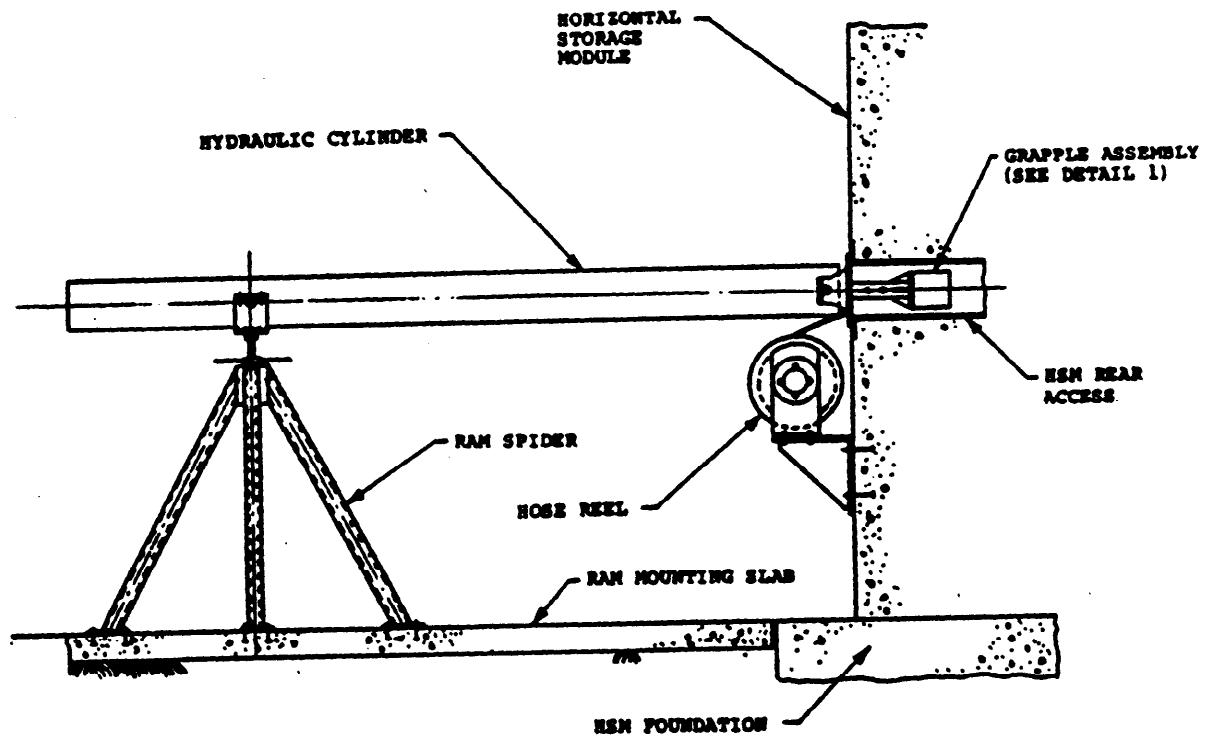 HORIZONTAL
STORAGE
MODULE
HYDRAULIC CYLINDER
GRAPPLE ASSEMBLY
(SEE DETAIL 1)
HSM REAR
ACCESS
RAM SPIDER
HOSE REEL
RAM MOUNTING SLAB
HSM FOUNDATION